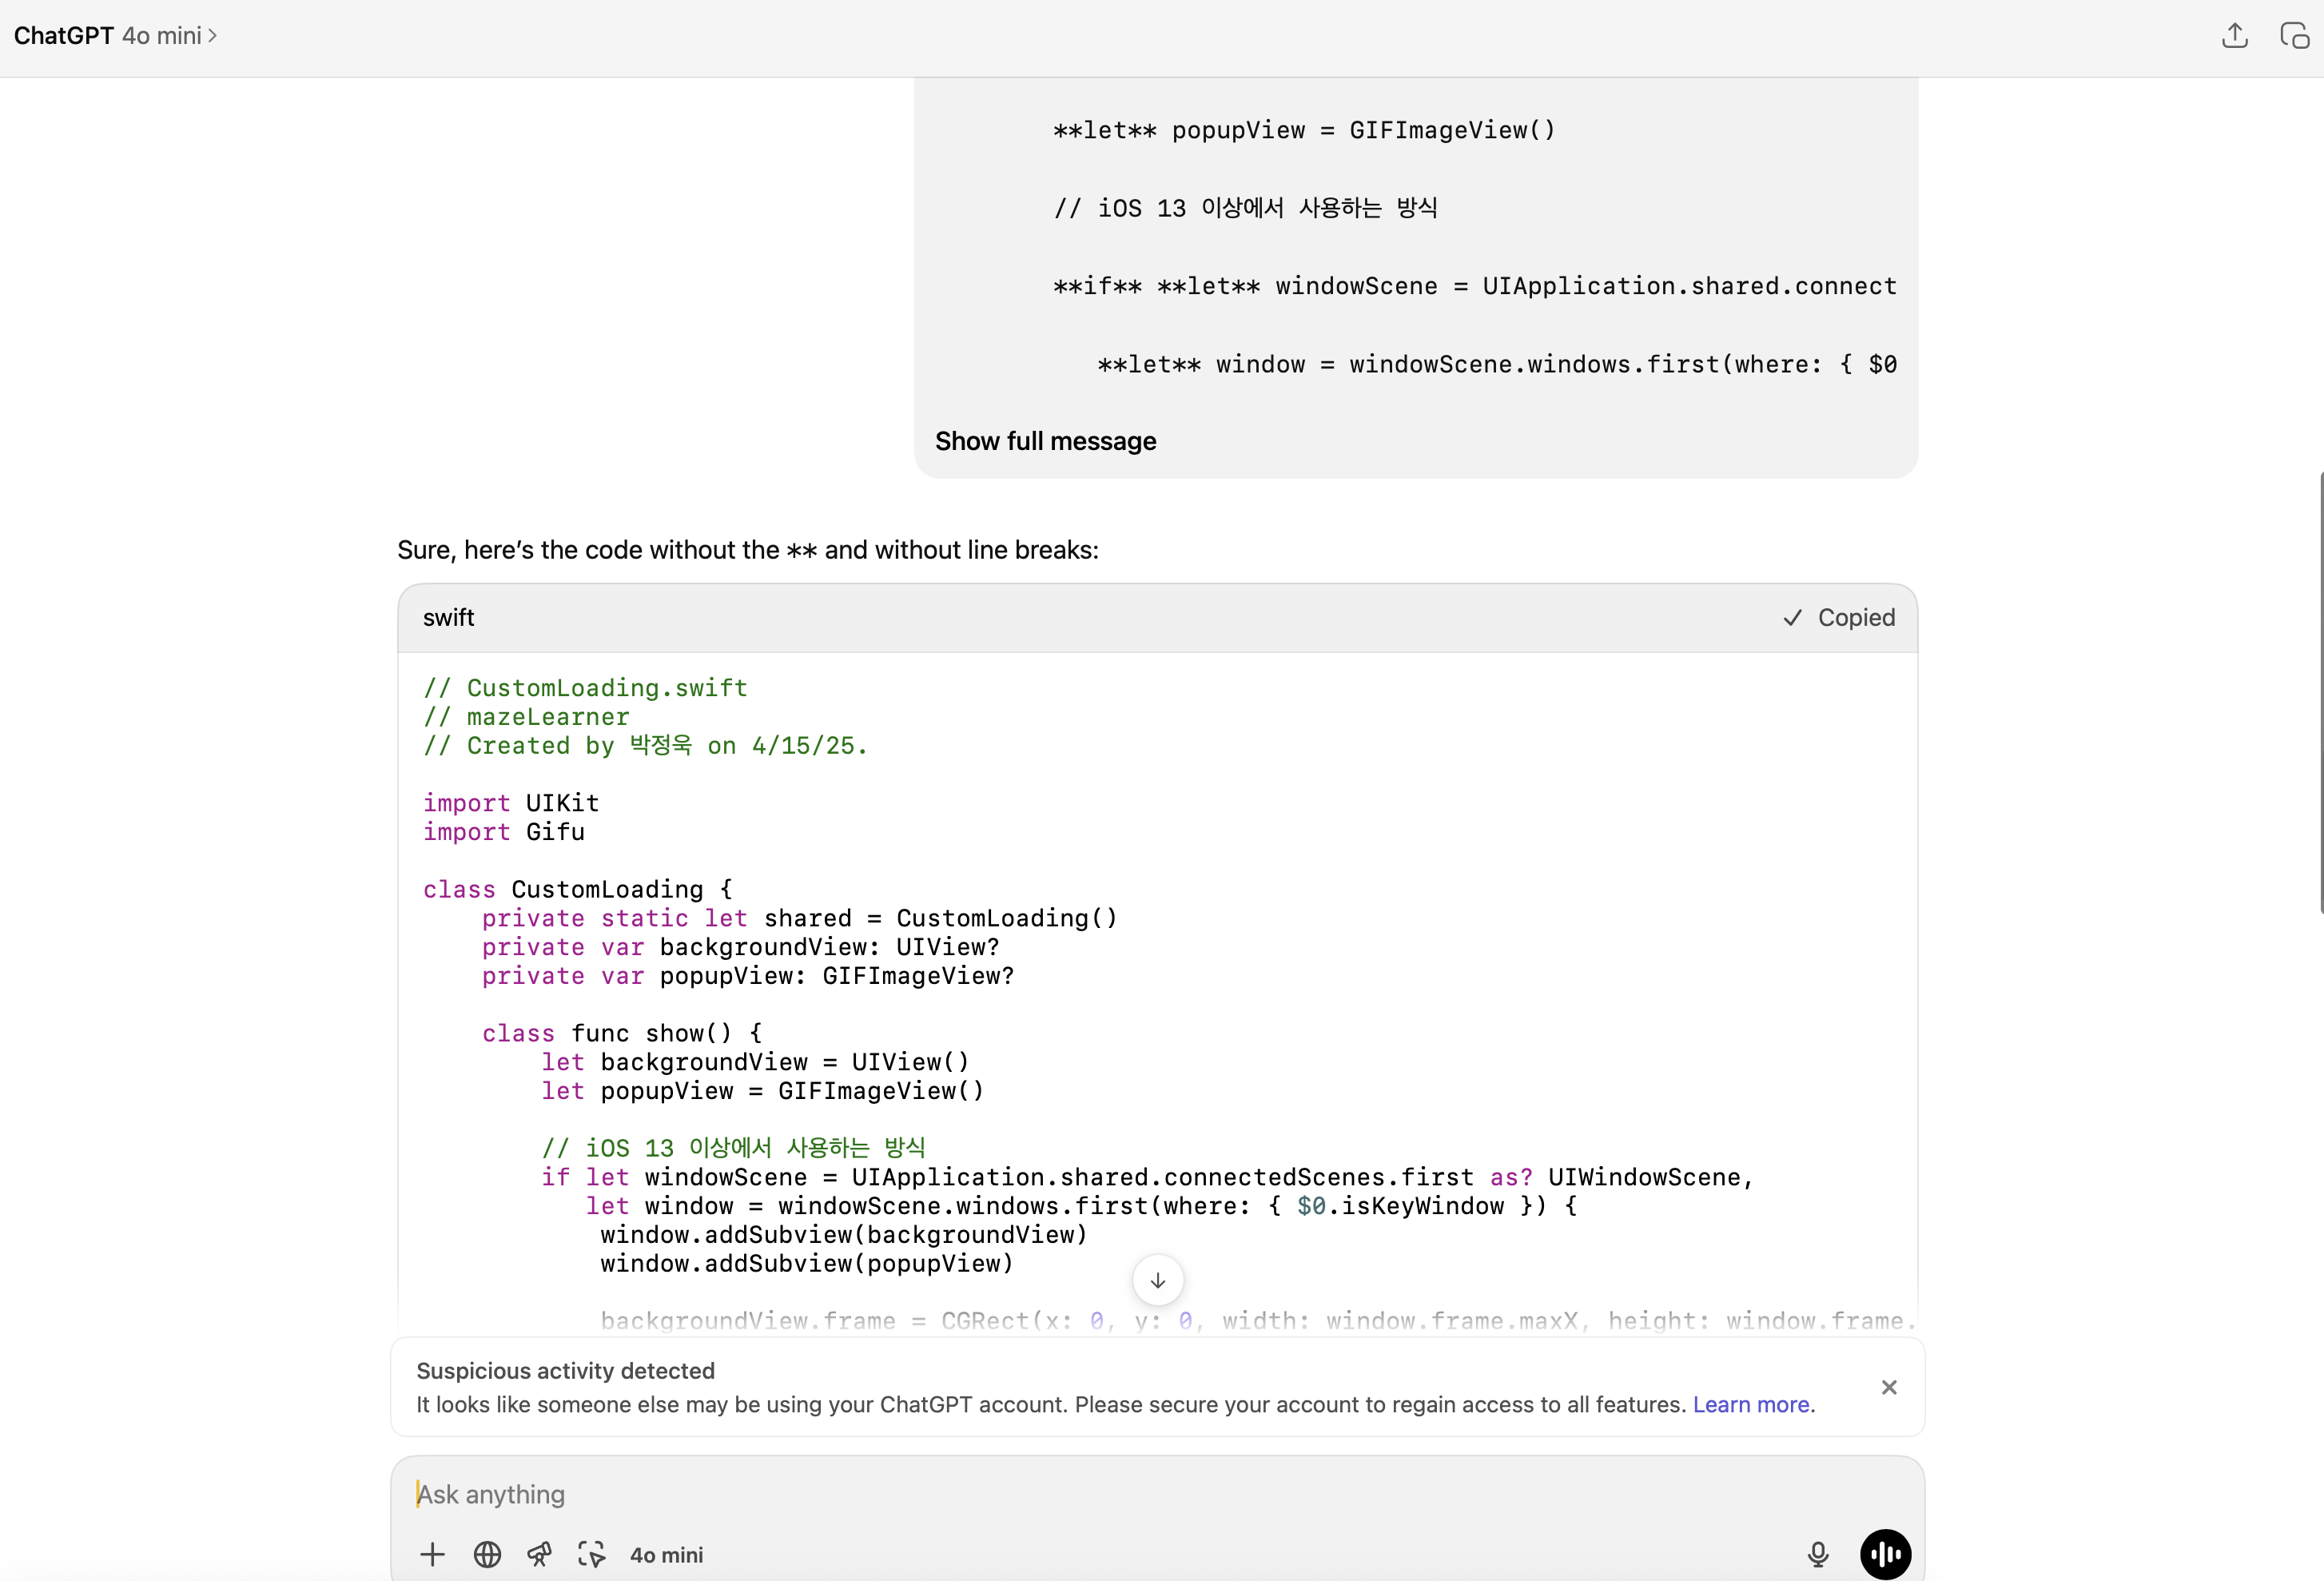 ChatGPT 4o mini >
**let** popupView = GIFImageView()
// iOS 13 이상에서 사용하는 방식
**if** **let** windowScene = UIApplication.shared.connect
**let** window = windowScene.windows.first(where: { $0
Show full message
Sure, here’s the code without the ** and without line breaks:
swift
✓ Copied
// CustomLoading.swift
// mazeLearner
// Created by 박정욱 on 4/15/25.
import UIKit
import Gifu
class CustomLoading {
private static let shared = CustomLoading()
private var backgroundView: UIView?
private var popupView: GIFImageView?
class func show() {
let backgroundView = UIView()
let popupView = GIFImageView()
// iOS 13 이상에서 사용하는 방식
if let windowScene = UIApplication.shared.connectedScenes.first as? UIWindowScene,
let window = windowScene.windows.first(where: { $0.isKeyWindow }) {
window.addSubview(backgroundView)
window.addSubview(popupView)
backgroundView.frame = CGRect(x: 0, y: 0, width: window.frame.maxX, height: window.frame.
Suspicious activity detected
It looks like someone else may be using your ChatGPT account. Please secure your account to regain access to all features. Learn more.
Ask anything
4o mini